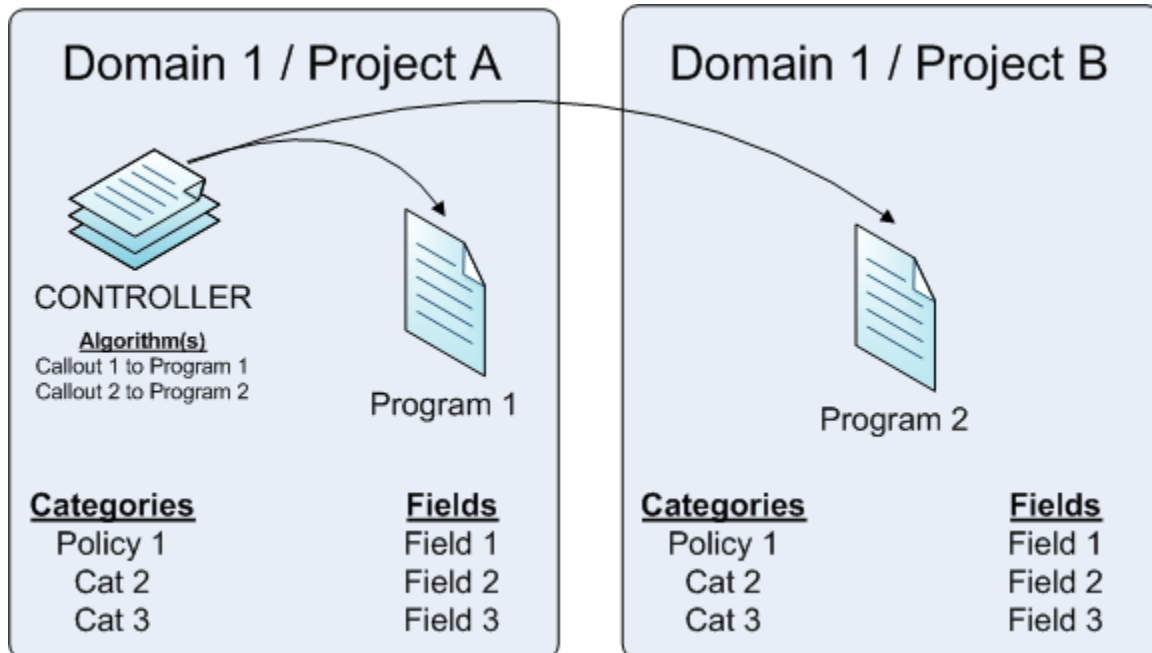 Domain 1 / Project A
CONTROLLER
Algorithm(s)
Callout 1 to Program 1
Callout 2 to Program 2
Program 1
Categories
Policy 1
Cat 2
Cat 3
Fields
Field 1
Field 2
Field 3
Domain 1 / Project B
Program 2
Categories
Policy 1
Cat 2
Cat 3
Fields
Field 1
Field 2
Field 3